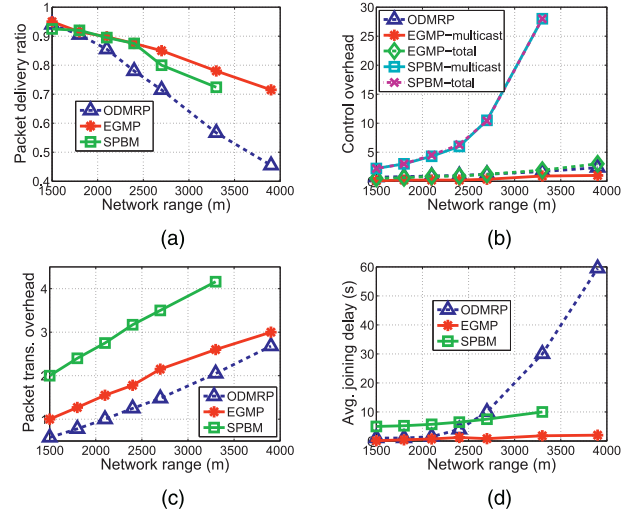 Packet delivery ratio
1
0.9
0.8
0.7
0.6
0.5
0.4
ODMRP
EGMP
SPBM
1500 2000 2500 3000 3500 4000
Network range (m)
(a)
Control overhead
30
25
20
15
10
5
ODMRP
EGMP−multicast
EGMP−total
SPBM−multicast
SPBM−total
1500 2000 2500 3000 3500 4000
Network range (m)
(b)
Packet trans. overhead
4
3
2
1
ODMRP
EGMP
SPBM
1500 2000 2500 3000 3500 4000
Network range (m)
(c)
Avg. joining delay (s)
60
50
40
30
20
10
ODMRP
EGMP
SPBM
1500 2000 2500 3000 3500 4000
Network range (m)
(d)